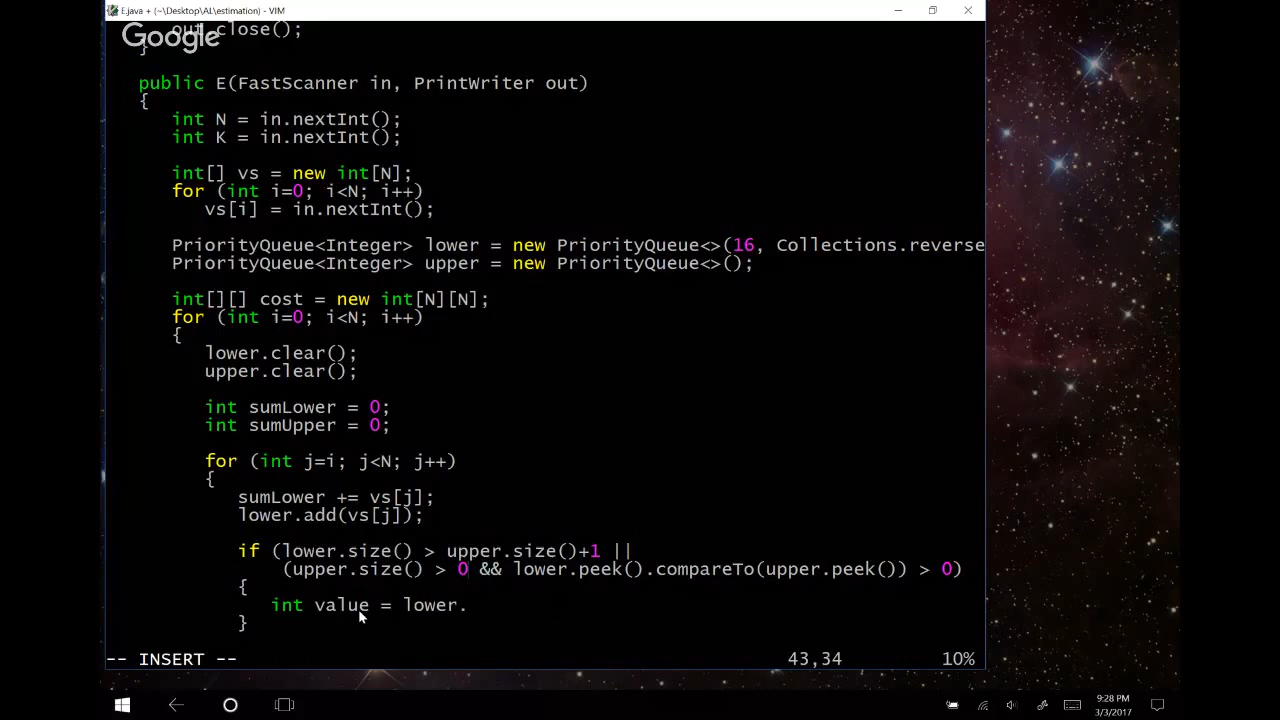 E.java + (~\Desktop\AL\estimation) - VIM
out.close();
Google
}
public E(FastScanner in, PrintWriter out)
{
int N = in.nextInt();
int K = in.nextInt();
int[] vs = new int[N];
for (int i=0; i<N; i++)
vs[i] = in.nextInt();
PriorityQueue<Integer> lower = new PriorityQueue<>(16, Collections.reverse
PriorityQueue<Integer> upper = new PriorityQueue<>();
int[][] cost = new int[N][N];
for (int i=0; i<N; i++)
{
lower.clear();
upper.clear();
int sumLower = 0;
int sumUpper = 0;
for (int j=i; j<N; j++)
{
sumLower += vs[j];
lower.add(vs[j]);
if (lower.size() > upper.size()+1 ||
(upper.size() > 0 && lower.peek().compareTo(upper.peek()) > 0)
{
int value = lower.
}
-- INSERT --
43,34
10%
9:28 PM
3/3/2017